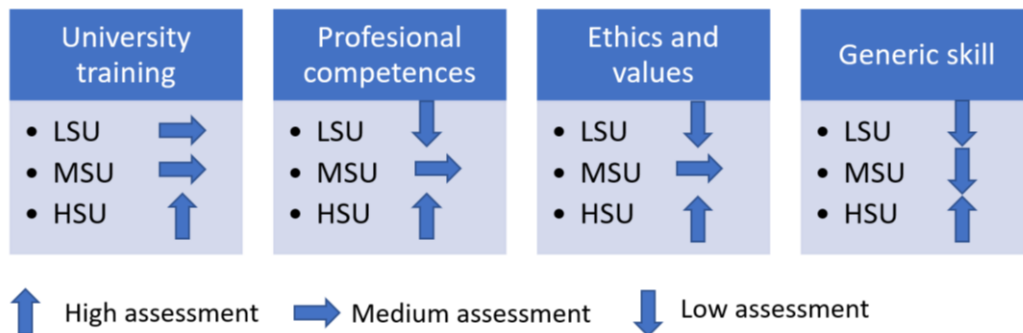 University
training
• LSU
• MSU
• HSU
Profesional
competences
• LSU
• MSU
• HSU
Ethics and
values
• LSU
• MSU
• HSU
Generic skill
• LSU
• MSU
• HSU
High assessment
Medium assessment
Low assessment